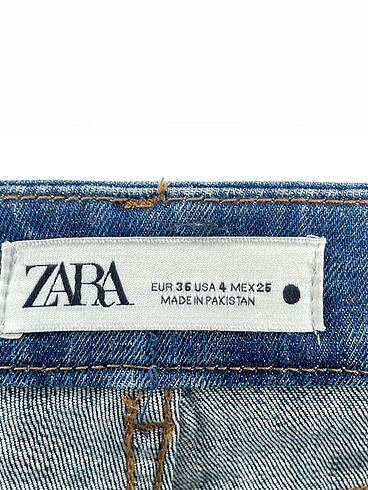 ZARA
EUR 36 USA 4 MEX 26
MADE IN PAKISTAN